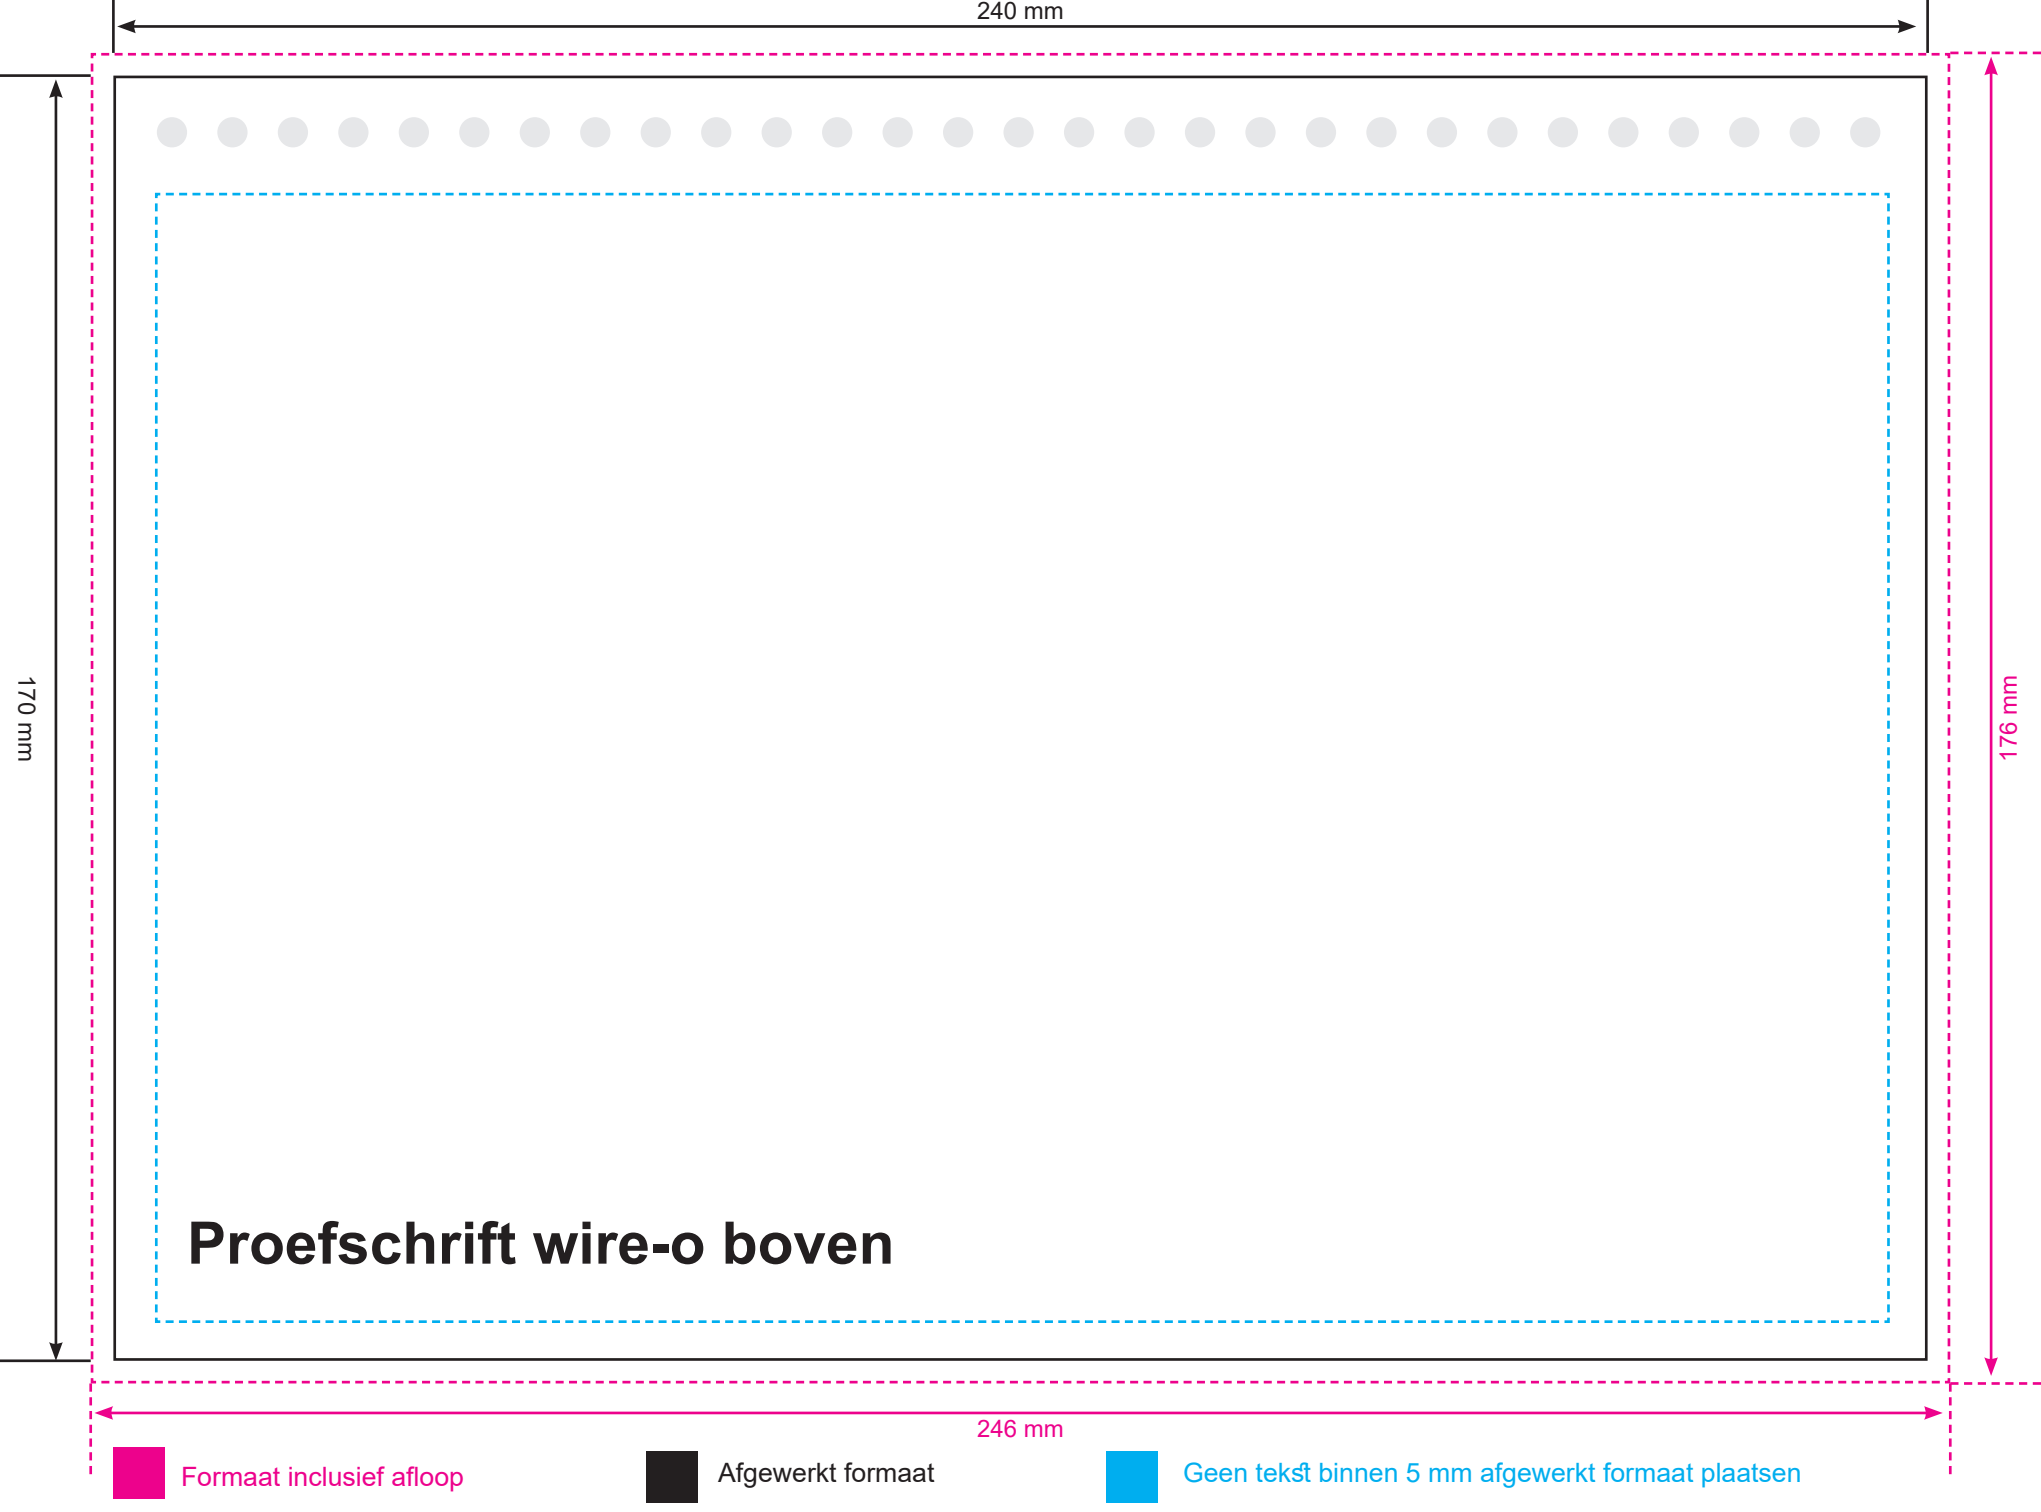 240 mm
170 mm
176 mm
Proefschrift wire-o boven
246 mm
Formaat inclusief afloop
Afgewerkt formaat
Geen tekst binnen 5 mm afgewerkt formaat plaatsen